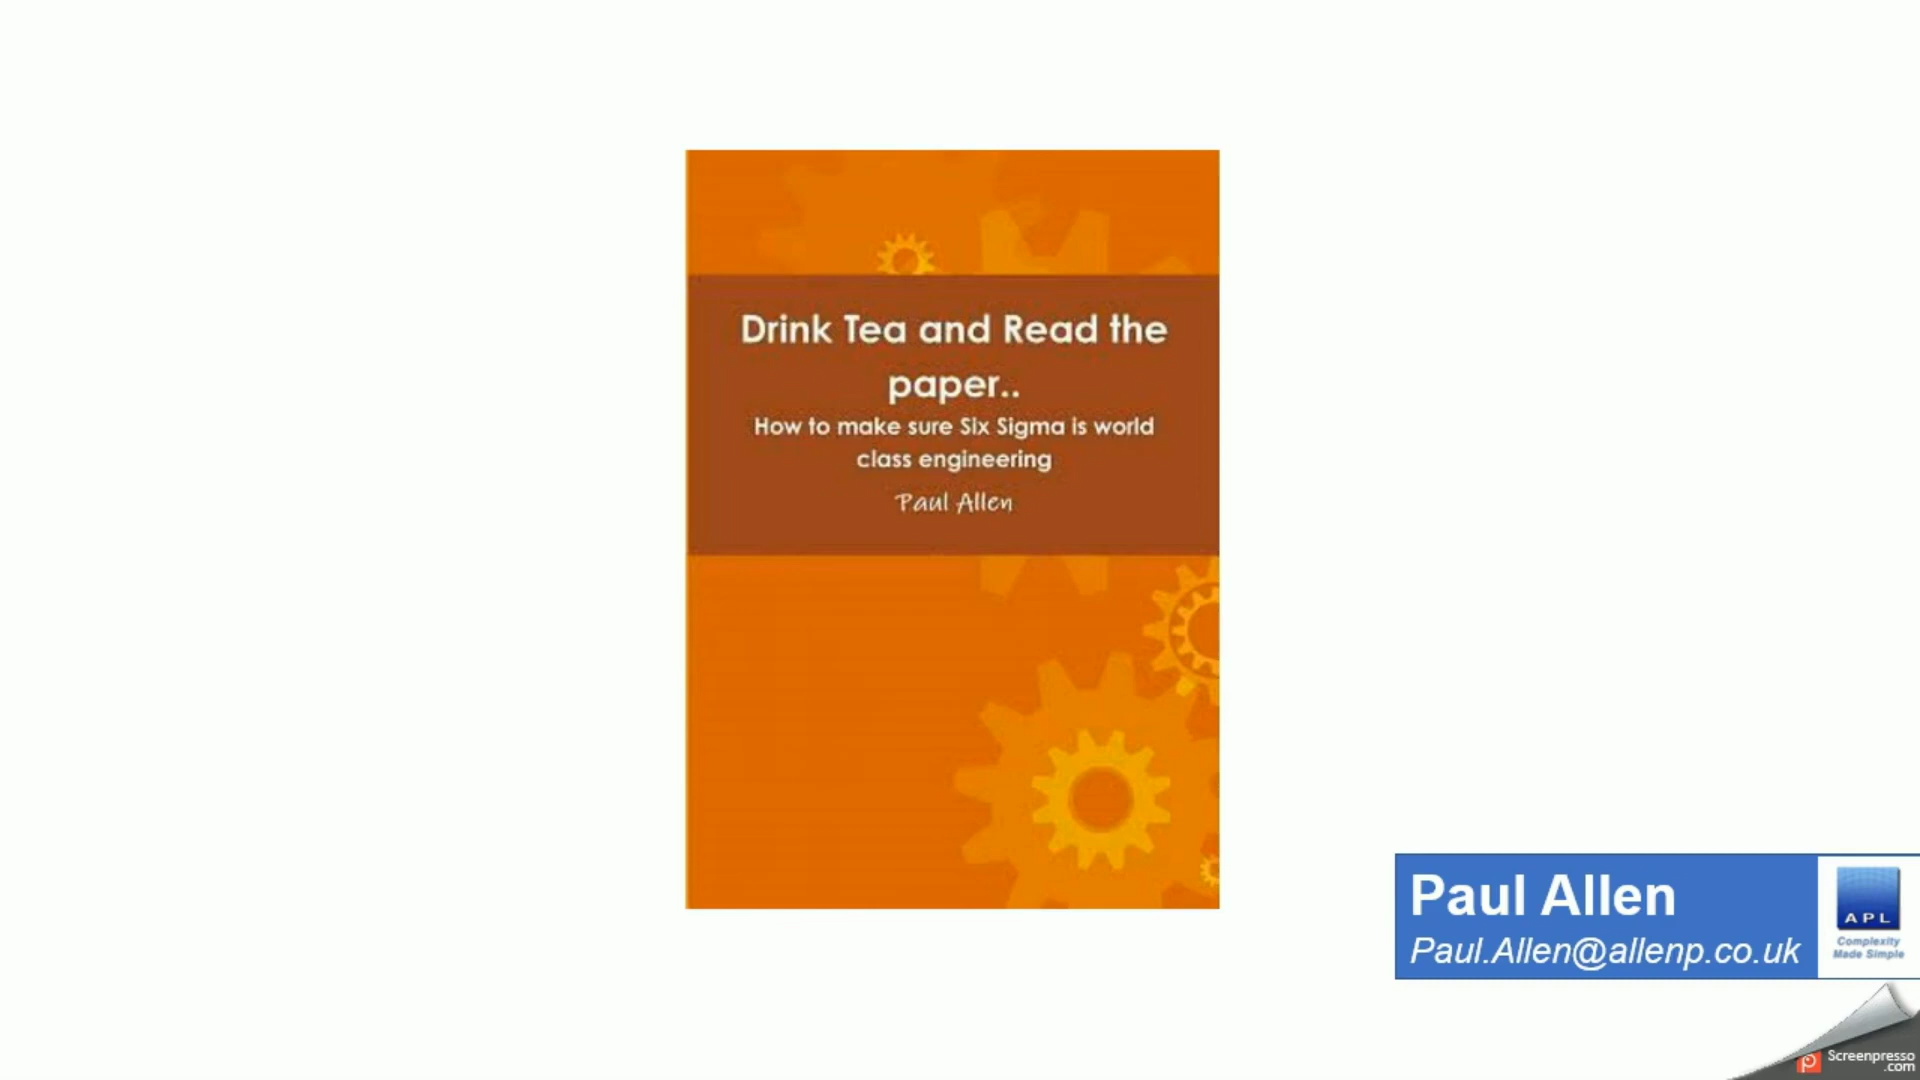 Drink Tea and Read the
paper..
How to make sure Six Sigma is world
class engineering
Paul Allen
Paul Allen
Paul.Allen@allenp.co.uk
APL
Complexity
Made Simple
Screenpresso
.com